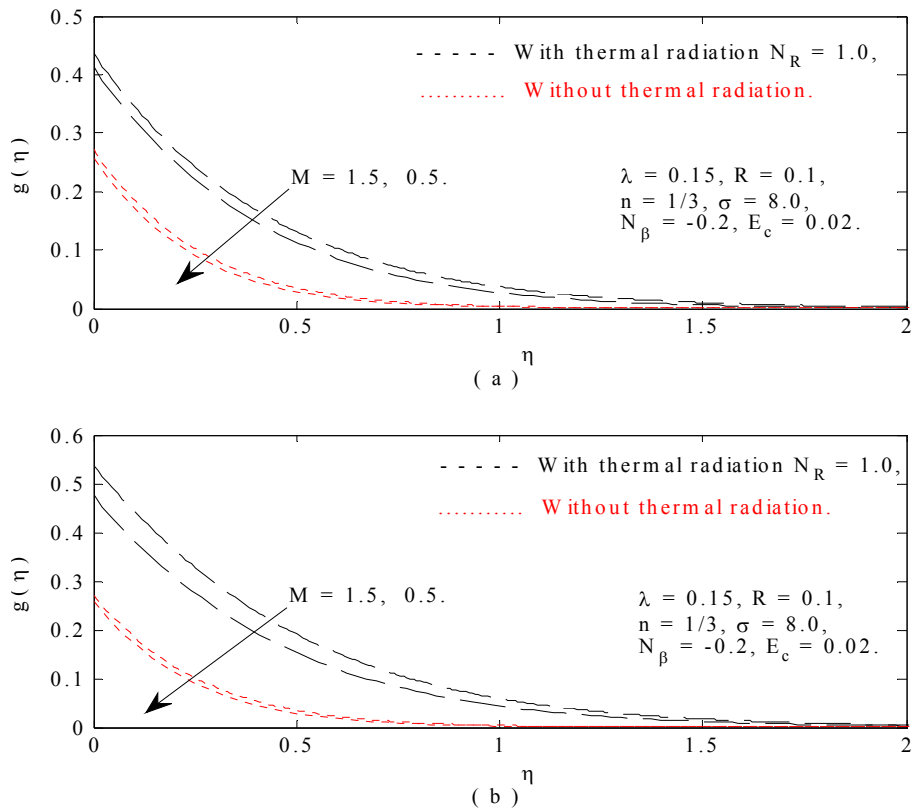 0.5
0.4
0.3
0.2
0.1
0
g(η)
With thermal radiation N_R = 1.0,
Without thermal radiation.
M = 1.5, 0.5.
λ = 0.15, R = 0.1,
n = 1/3, σ = 8.0,
N_β = -0.2, E_c = 0.02.
0 0.5 1 1.5 2
η
(a)
0.6
0.5
0.4
0.3
0.2
0.1
0
g(η)
With thermal radiation N_R = 1.0,
Without thermal radiation.
M = 1.5, 0.5.
λ = 0.15, R = 0.1,
n = 1/3, σ = 8.0,
N_β = -0.2, E_c = 0.02.
0 0.5 1 1.5 2
η
(b)